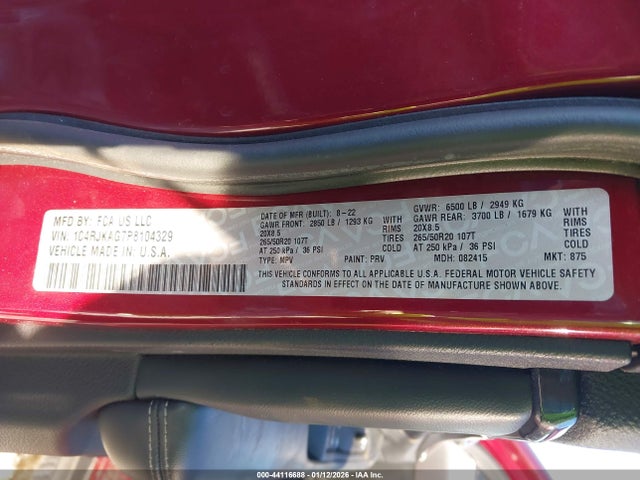 MFD BY: FCA US LLC
VIN: 1C4RJKAG7P8104329
VEHICLE MADE IN: U.S.A.
DATE OF MFR (BUILT): 8-22
GAWR FRONT: 2850 LB / 1293 KG WITH
20X8.5 RIMS
265/50R20 107T TIRES
AT 250 kPa / 36 PSI COLD
TYPE: MPV PAINT: PRV
GVWR: 6500 LB / 2949 KG
GAWR REAR: 3700 LB / 1679 KG WITH
20X8.5 RIMS
265/50R20 107T TIRES
AT 250 kPa / 36 PSI COLD
MDH: 082415 MKT: 875
THIS VEHICLE CONFORMS TO ALL APPLICABLE U.S.A. FEDERAL MOTOR VEHICLE SAFETY
STANDARDS IN EFFECT ON THE DATE OF MANUFACTURE SHOWN ABOVE.
000-44116688 - 01/12/2026 - IAAI.COM